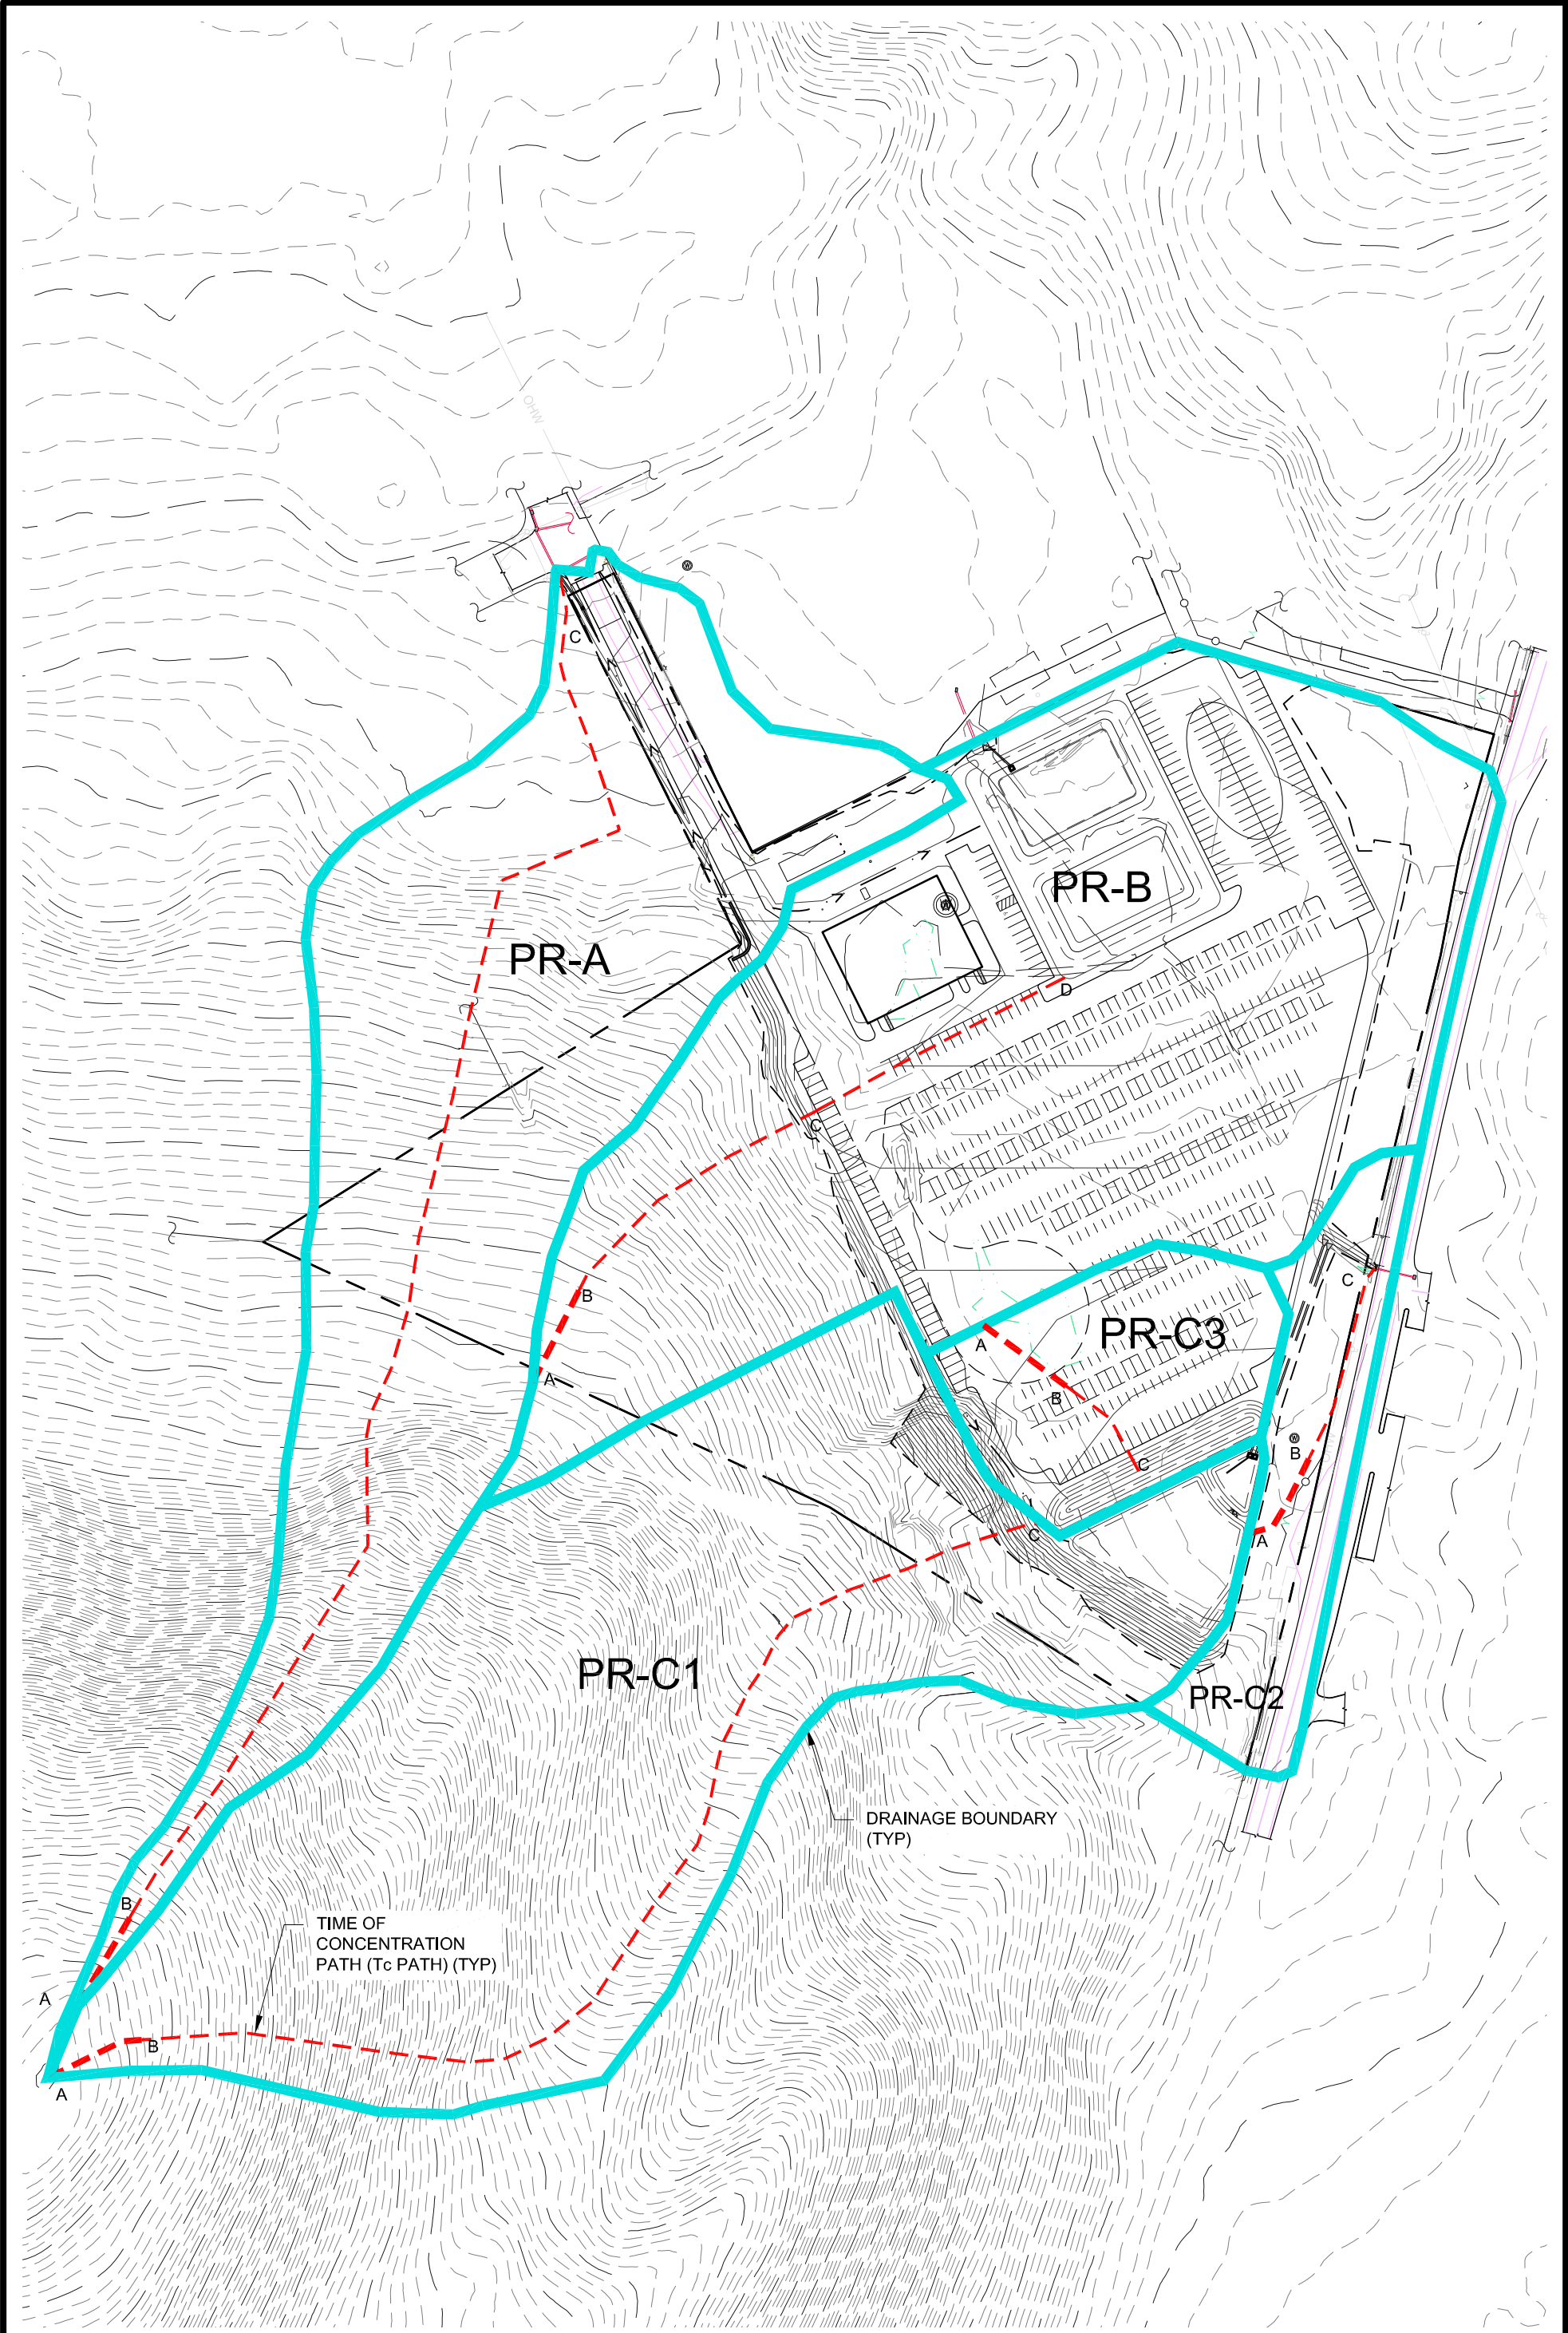 OHW
W
C
PR-B
W
PR-A
D
C
B
C
A
PR-C3
A
B
C
W
B
C
A
PR-C1
PR-C2
DRAINAGE BOUNDARY
(TYP)
B
TIME OF
CONCENTRATION
PATH (Tc PATH) (TYP)
A
B
A